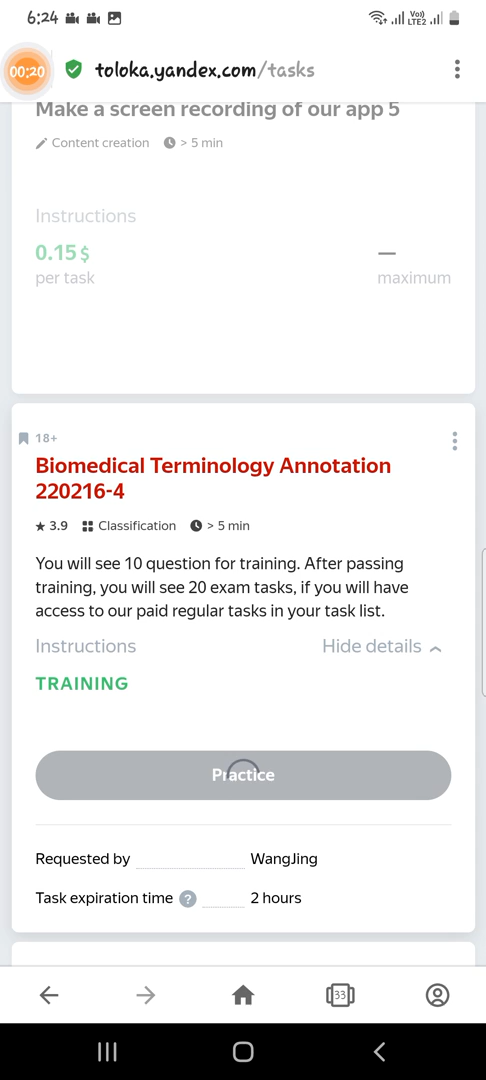 6:24
Vo))
LTE2
00:20
toloka.yandex.com/tasks
Make a screen recording of our app 5
Content creation > 5 min
Instructions
0.15 $ —
per task maximum
18+
Biomedical Terminology Annotation
220216-4
★ 3.9 Classification > 5 min
You will see 10 question for training. After passing
training, you will see 20 exam tasks, if you will have
access to our paid regular tasks in your task list.
Instructions Hide details
TRAINING
Practice
Requested by WangJing
Task expiration time ? 2 hours
33